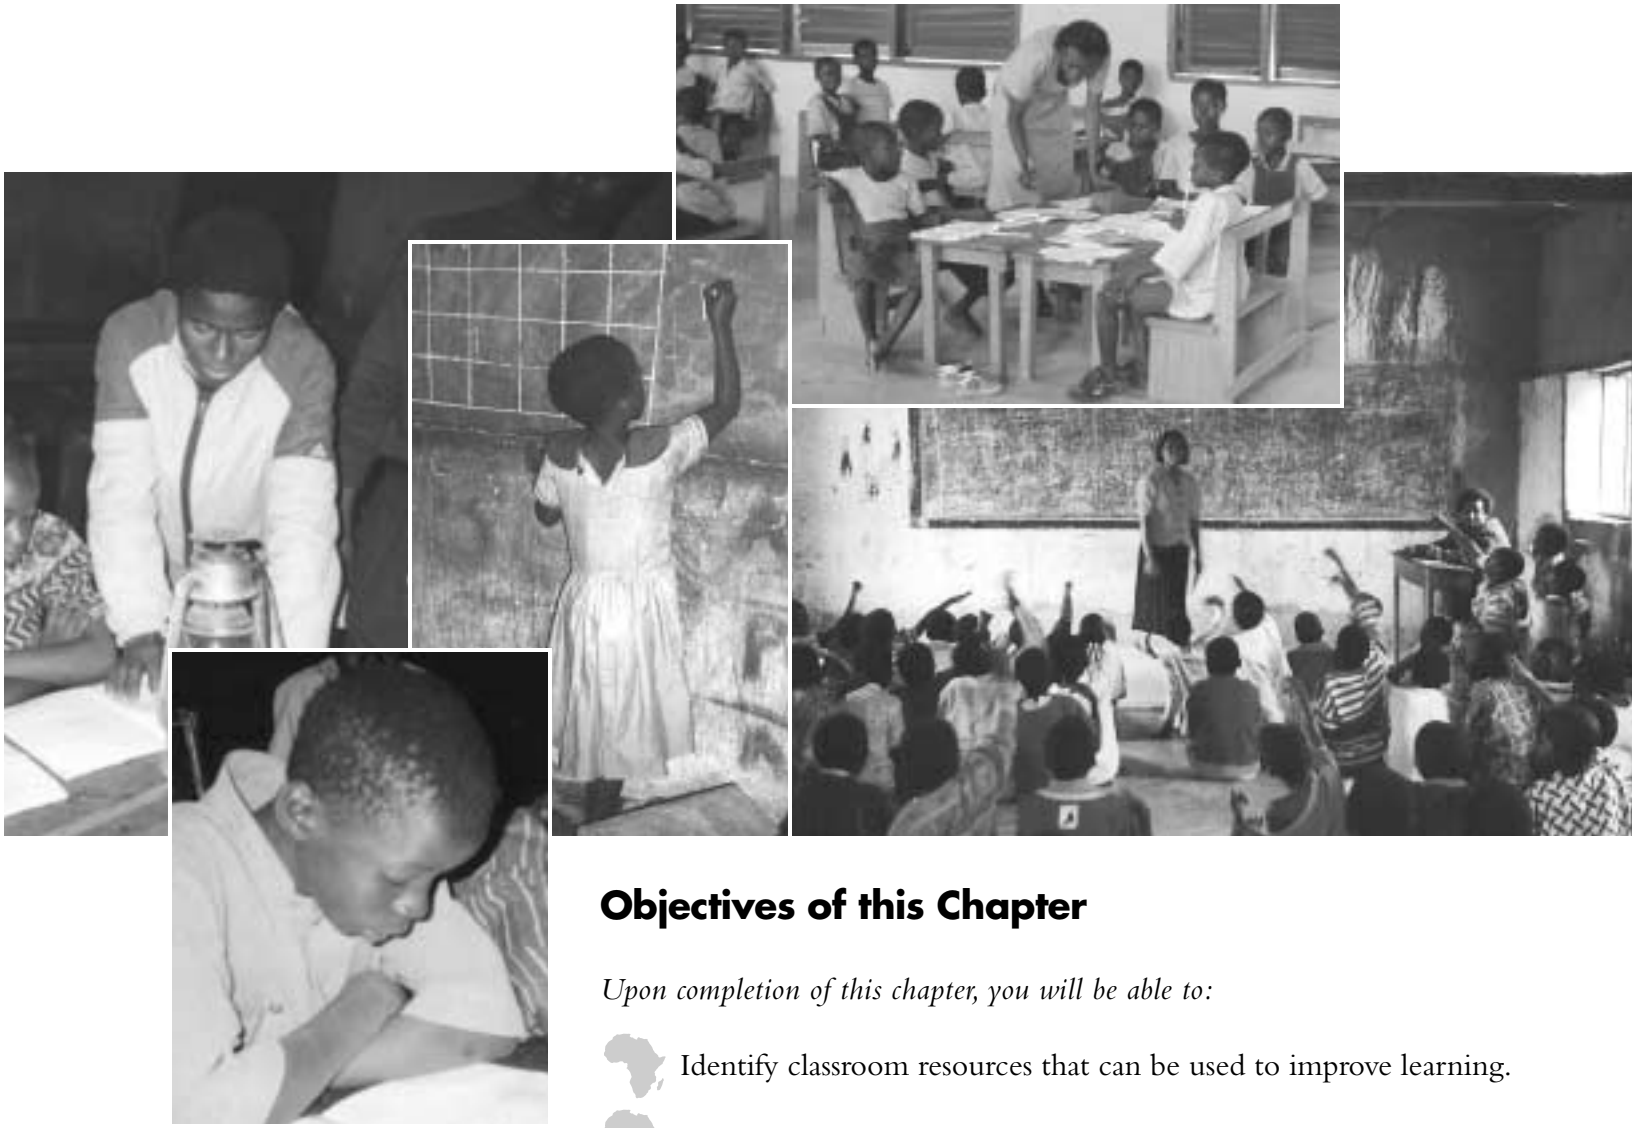 Objectives of this Chapter
Upon completion of this chapter, you will be able to:
Identify classroom resources that can be used to improve learning.